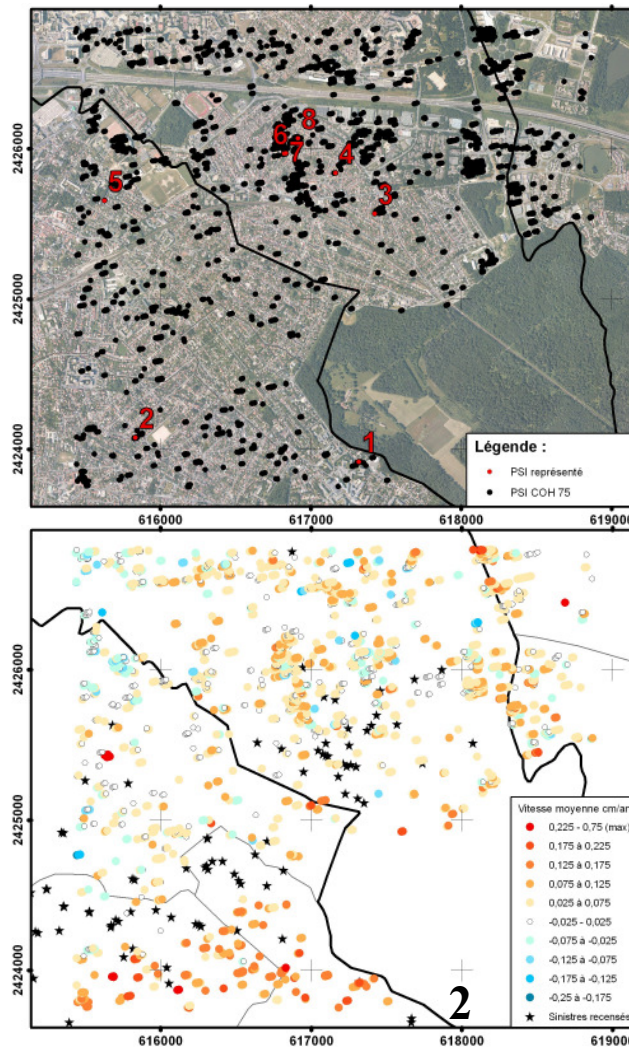 2426000
2425000
2424000
8
6
7
4
5
3
2
1
Légende :
PSI représenté
PSI COH 75
616000 617000 618000 619000
2426000
2425000
2424000
Vitesse moyenne cm/an
0,225 - 0,75 (max)
0,175 à 0,225
0,125 à 0,175
0,075 à 0,125
0,025 à 0,075
-0,025 - 0,025
-0,075 à -0,025
-0,125 à -0,075
-0,175 à -0,125
-0,25 à -0,175
Sinistres recensés
2
616000 617000 618000 619000